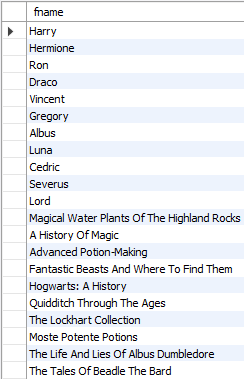 fname
Harry
Hermione
Ron
Draco
Vincent
Gregory
Albus
Luna
Cedric
Severus
Lord
Magical Water Plants Of The Highland Rocks
A History Of Magic
Advanced Potion-Making
Fantastic Beasts And Where To Find Them
Hogwarts: A History
Quidditch Through The Ages
The Lockhart Collection
Moste Potente Potions
The Life And Lies Of Albus Dumbledore
The Tales Of Beadle The Bard